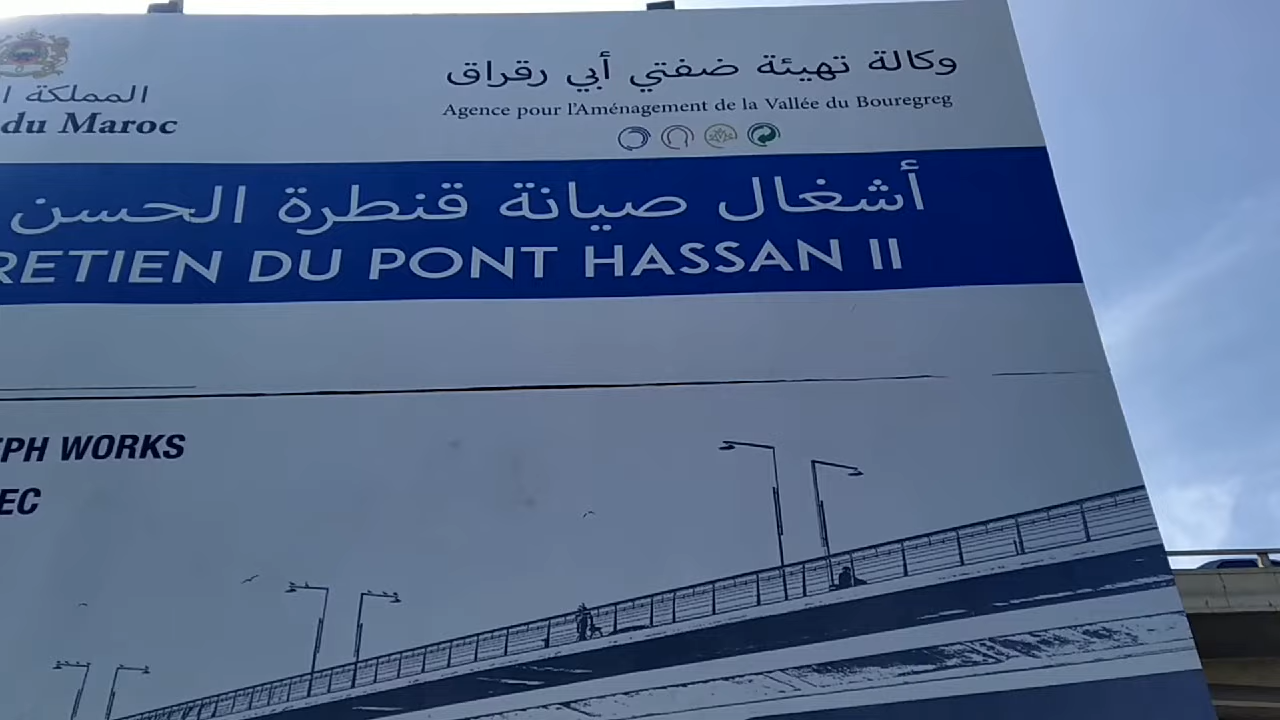 المملكة
du Maroc
وكالة تهيئة ضفتي أبي رقراق
Agence pour l'Aménagement de la Vallée du Bouregreg
أشغال صيانة قنطرة الحسن
RETIEN DU PONT HASSAN II
EPH WORKS
EC